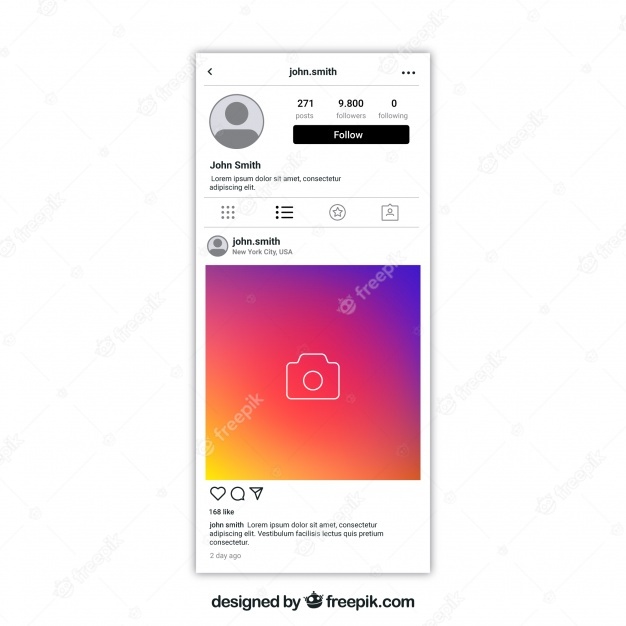 john.smith
271 9.800 0
posts followers following
Follow
John Smith
Lorem ipsum dolor sit amet, consectetur
adipiscing elit.
john.smith
New York City, USA
168 like
john smith Lorem ipsum dolor sit amet, consectetur
adipiscing elit. Vestibulum facilisis lectus quis pretium
consectetur.
2 day ago
designed by freepik.com
freepik